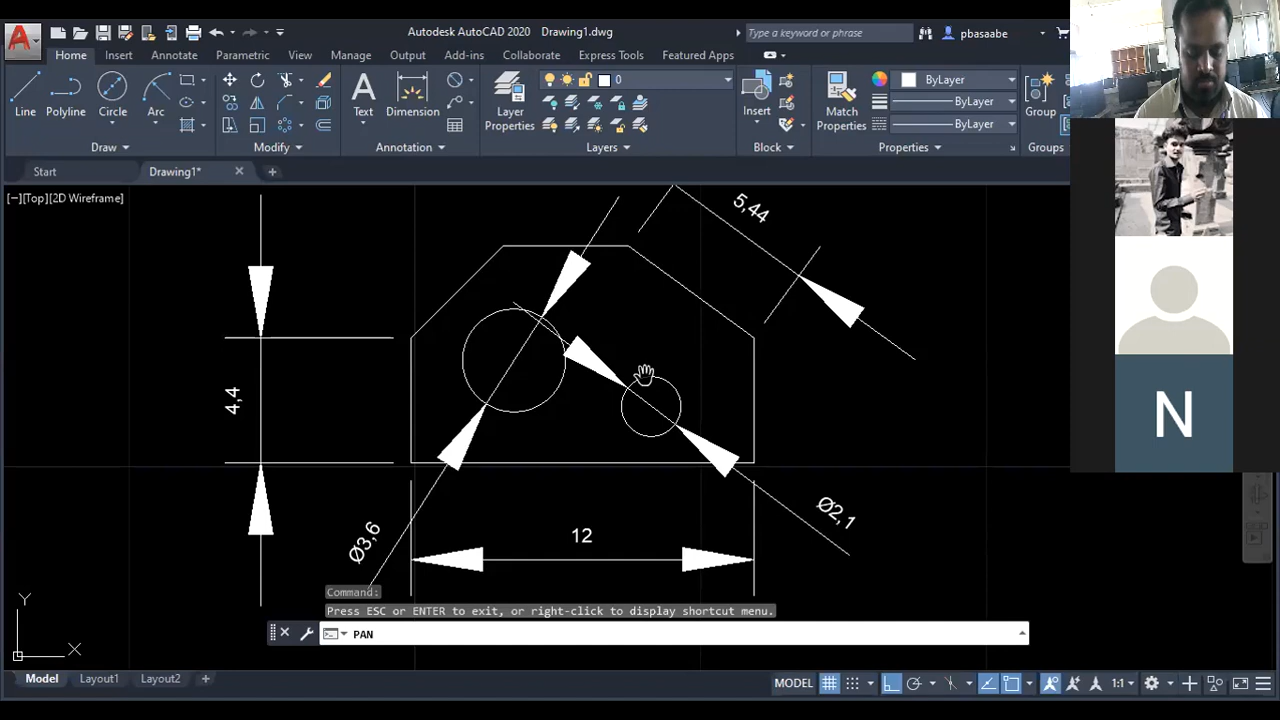 Autodesk AutoCAD 2020 Drawing1.dwg Type a keyword or phrase pbasaabe
Home Insert Annotate Parametric View Manage Output Add-ins Collaborate Express Tools Featured Apps
Line Polyline Circle Arc Text Dimension Layer Properties 0 Insert Match Properties ByLayer ByLayer ByLayer Group
Draw Modify Annotation Layers Block Properties Groups
Start Drawing1*
[−][Top][2D Wireframe]
5,44
4,4
Ø3,6
Ø2,1
12
N
Command:
Press ESC or ENTER to exit, or right-click to display shortcut menu.
PAN
Y
X
Model Layout1 Layout2 + MODEL 1:1